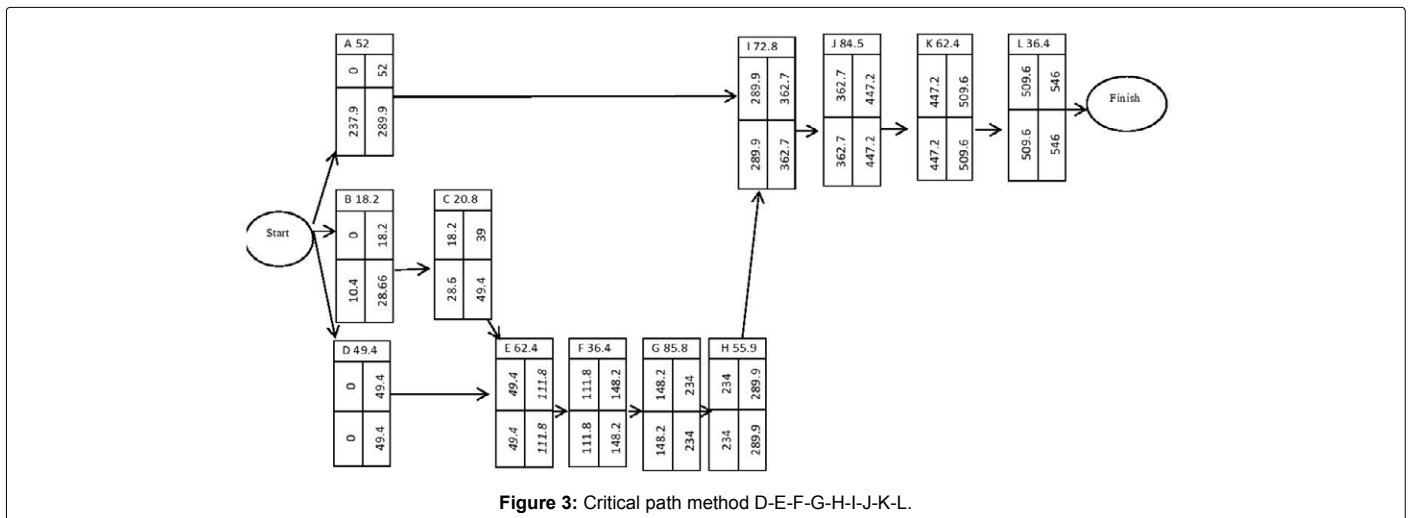 A 52
0 52
237.9 289.9
I 72.8
289.9 362.7
289.9 362.7
J 84.5
362.7 447.2
362.7 447.2
K 62.4
447.2 509.6
447.2 509.6
L 36.4
509.6 546
509.6 546
Finish
Start
B 18.2
0 18.2
10.4 28.66
C 20.8
18.2 39
28.6 49.4
D 49.4
0 49.4
0 49.4
E 62.4
49.4 111.8
49.4 111.8
F 36.4
111.8 148.2
111.8 148.2
G 85.8
148.2 234
148.2 234
H 55.9
234 289.9
234 289.9
Figure 3: Critical path method D-E-F-G-H-I-J-K-L.